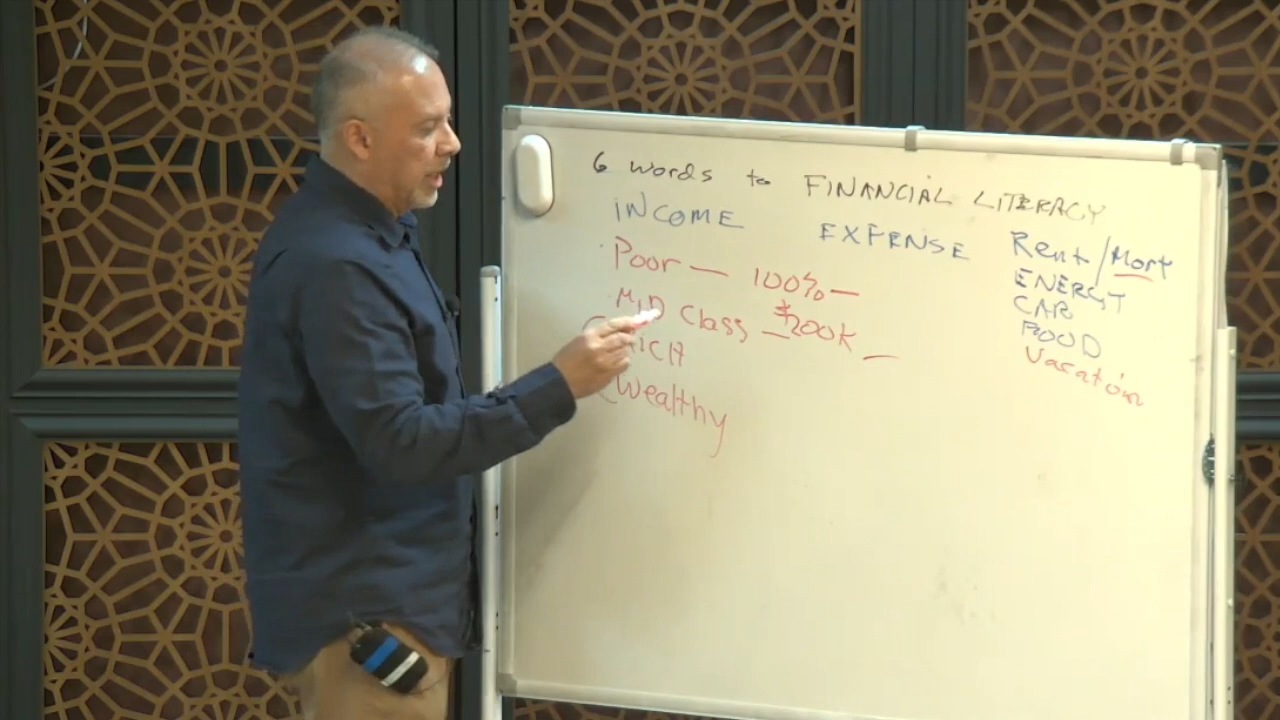 6 words to FINANCIAL LITERACY
INCOME EXPENSE Rent/Mort
Poor — 100% — ENERGY
MID Class — $200K — CAR
RICH FOOD
Wealthy Vacation